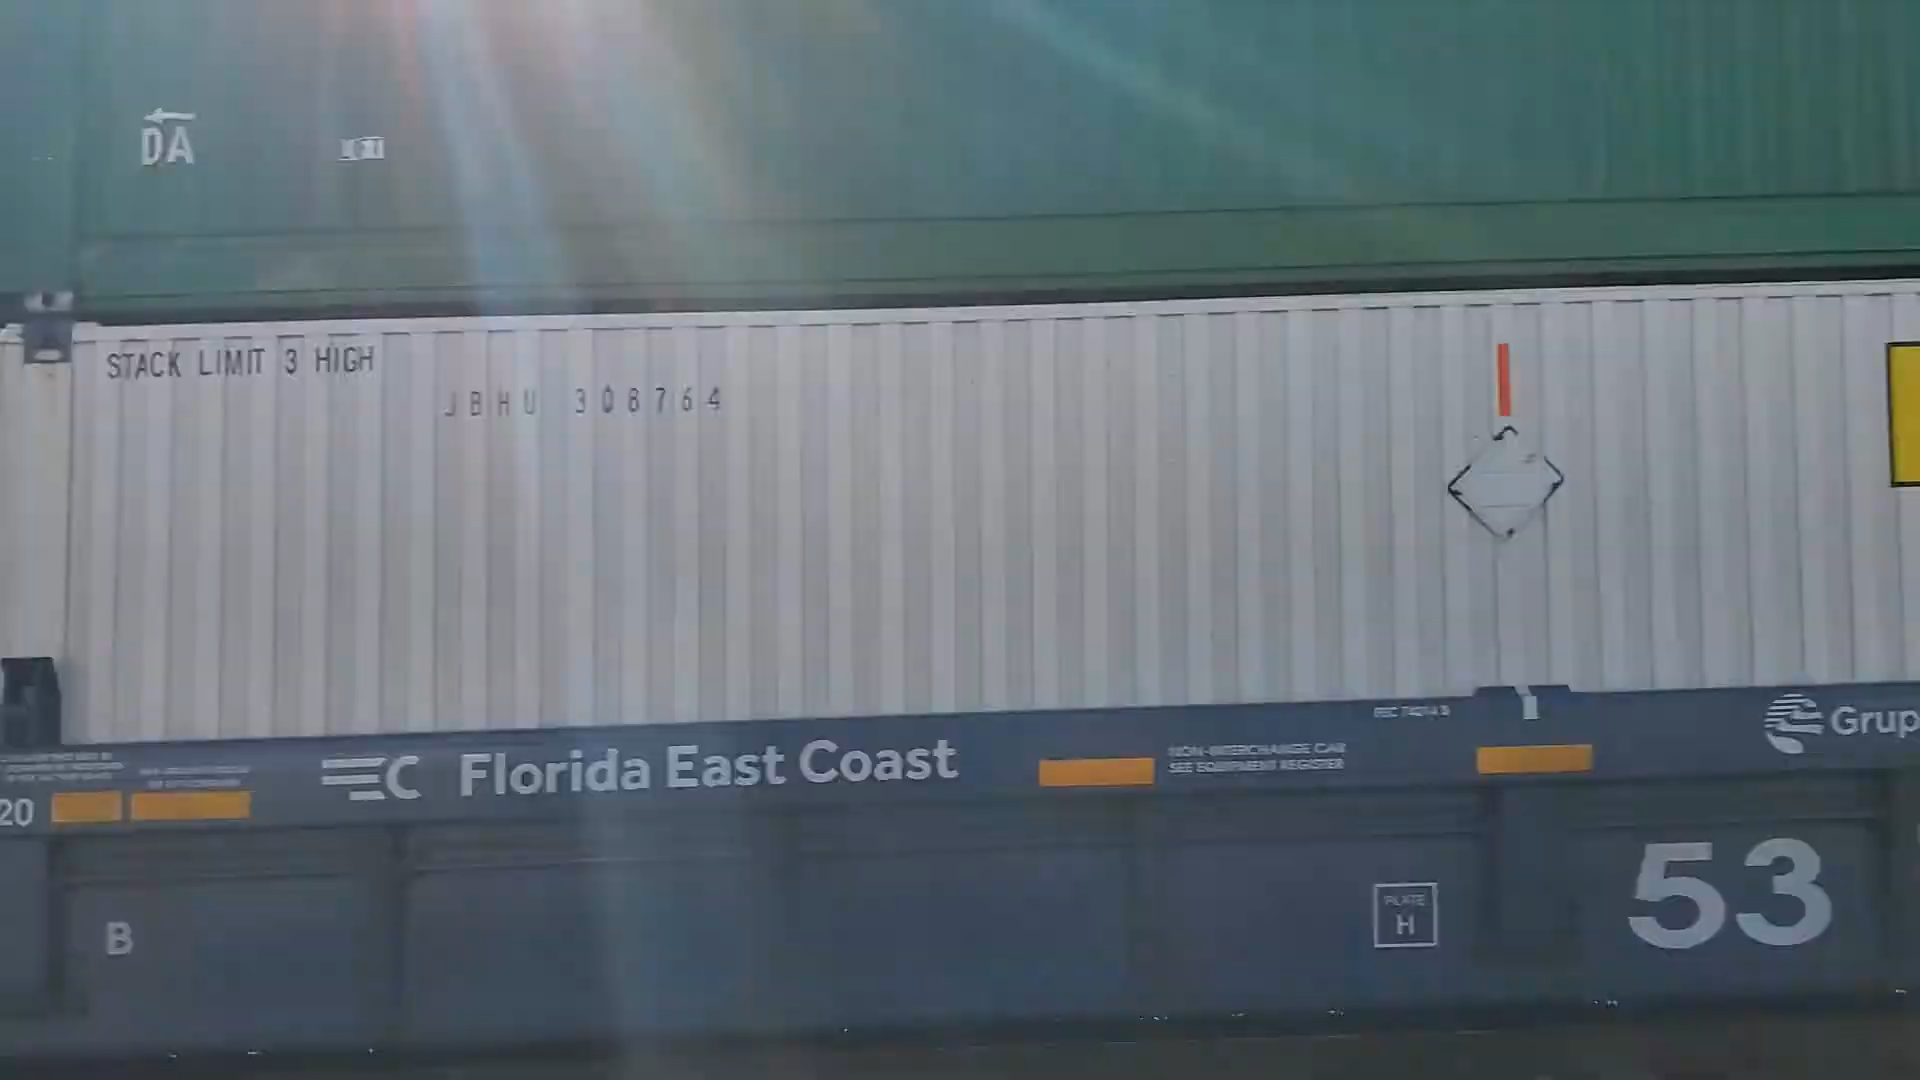 DA
STACK LIMIT 3 HIGH
JBHU 308764
FEC Florida East Coast
NON-INTERCHANGE CAR
SEE EQUIPMENT REGISTER
Grup
20
B
PLATE
H
53